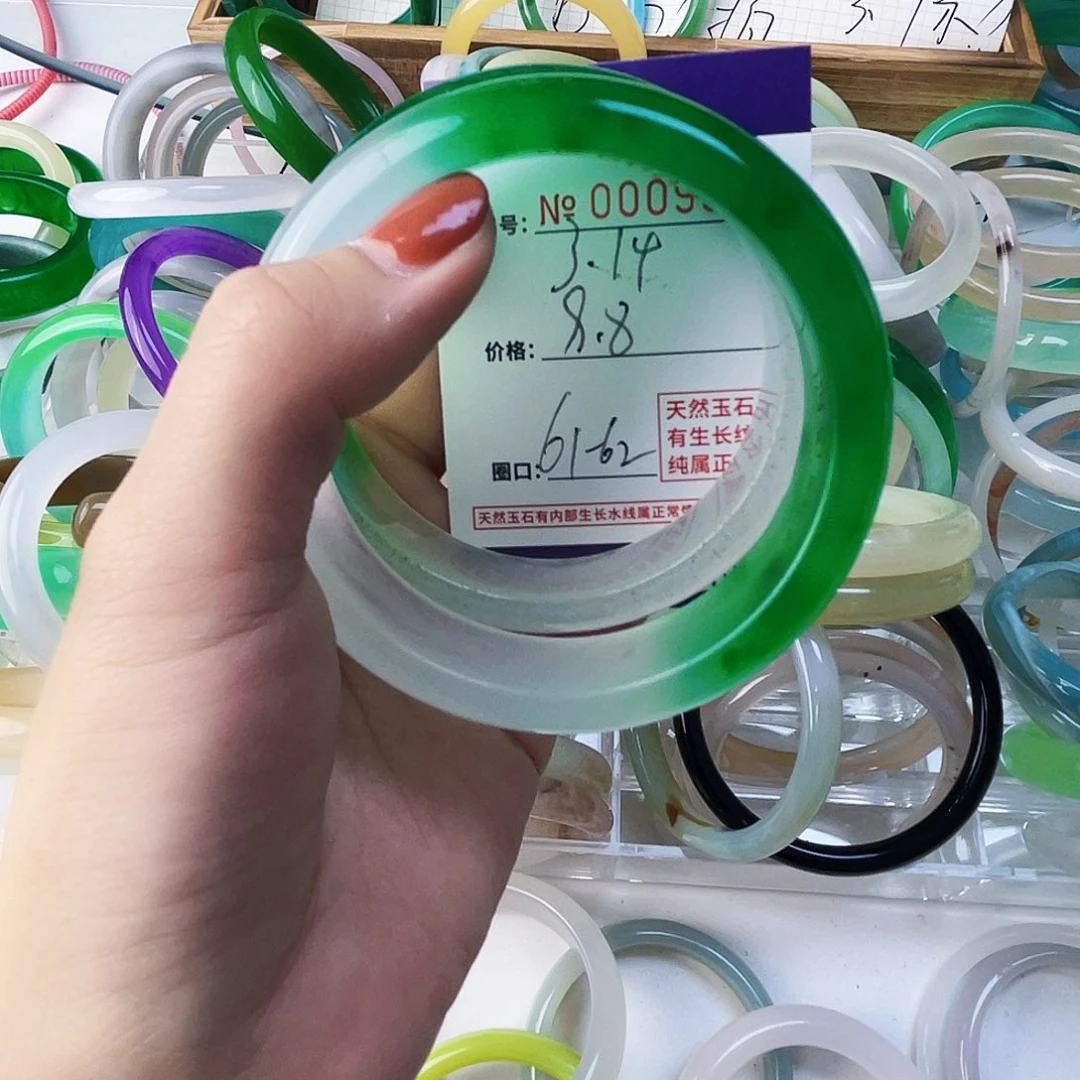 号: № 0009
3.14
价格: 8.8
圈口: 61-62
天然玉石
有生长纹
纯属正
天然玉石有内部生长水线属正常